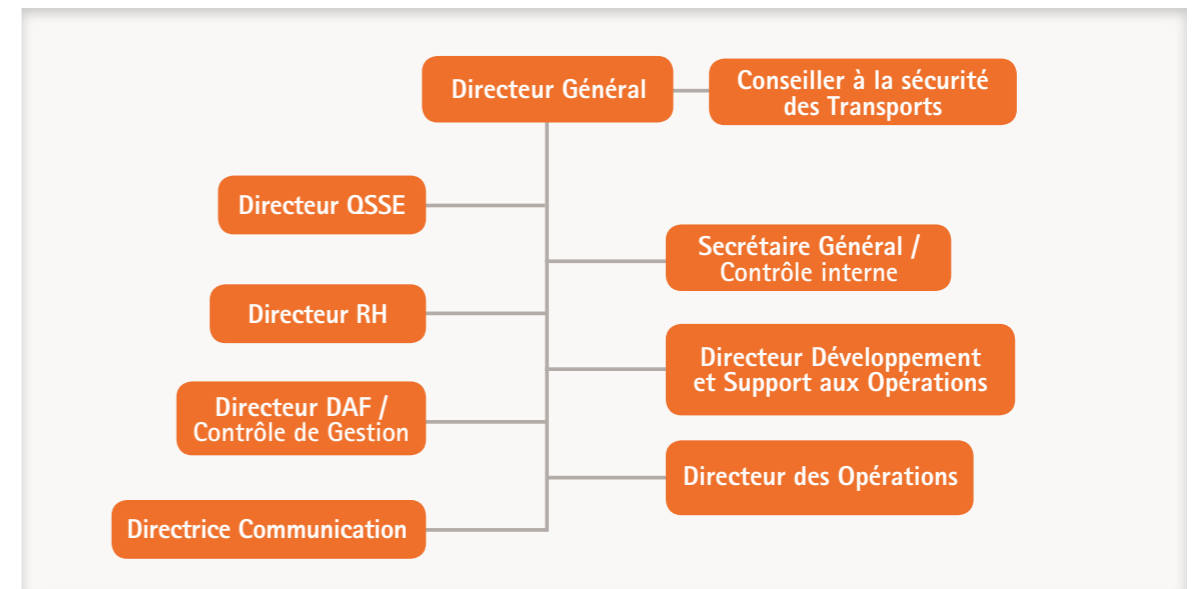 Directeur Général
Conseiller à la sécurité
des Transports
Directeur QSSE
Secrétaire Général /
Contrôle interne
Directeur RH
Directeur Développement
et Support aux Opérations
Directeur DAF /
Contrôle de Gestion
Directeur des Opérations
Directrice Communication